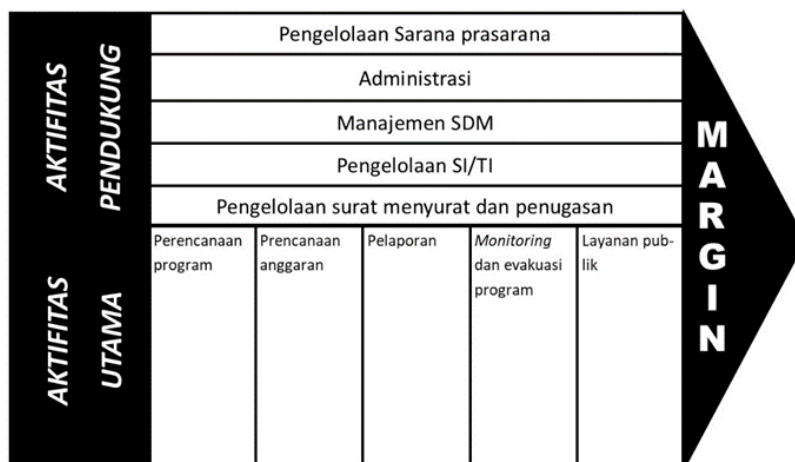 AKTIFITAS
PENDUKUNG
Pengelolaan Sarana prasarana
Administrasi
Manajemen SDM
Pengelolaan SI/TI
Pengelolaan surat menyurat dan penugasan
AKTIFITAS
UTAMA
Perencanaan
program
Prencanaan
anggaran
Pelaporan
Monitoring
dan evakuasi
program
Layanan pub-
lik
MARGIN